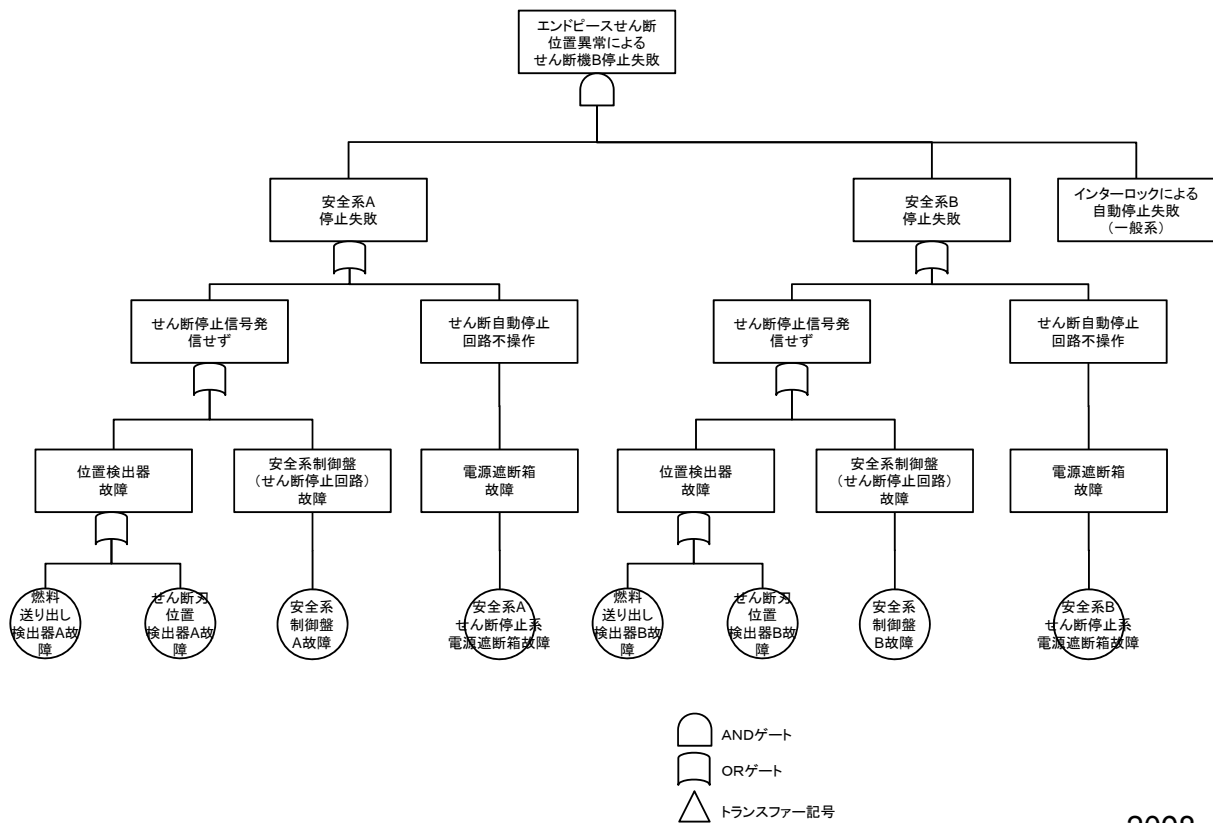 エンドピースせん断
位置異常による
せん断機B停止失敗
安全系A
停止失敗
安全系B
停止失敗
インターロックによる
自動停止失敗
（一般系）
せん断停止信号発
信せず
せん断自動停止
回路不操作
せん断停止信号発
信せず
せん断自動停止
回路不操作
位置検出器
故障
安全系制御盤
（せん断停止回路）
故障
電源遮断箱
故障
位置検出器
故障
安全系制御盤
（せん断停止回路）
故障
電源遮断箱
故障
燃料
送り出し
検出器A故
障
せん断刃
位置
検出器A故
障
安全系
制御盤
A故障
安全系A
せん断停止系
電源遮断箱故障
燃料
送り出し
検出器B故
障
せん断刃
位置
検出器B故
障
安全系
制御盤
B故障
安全系B
せん断停止系
電源遮断箱故障
ANDゲート
ORゲート
トランスファー記号